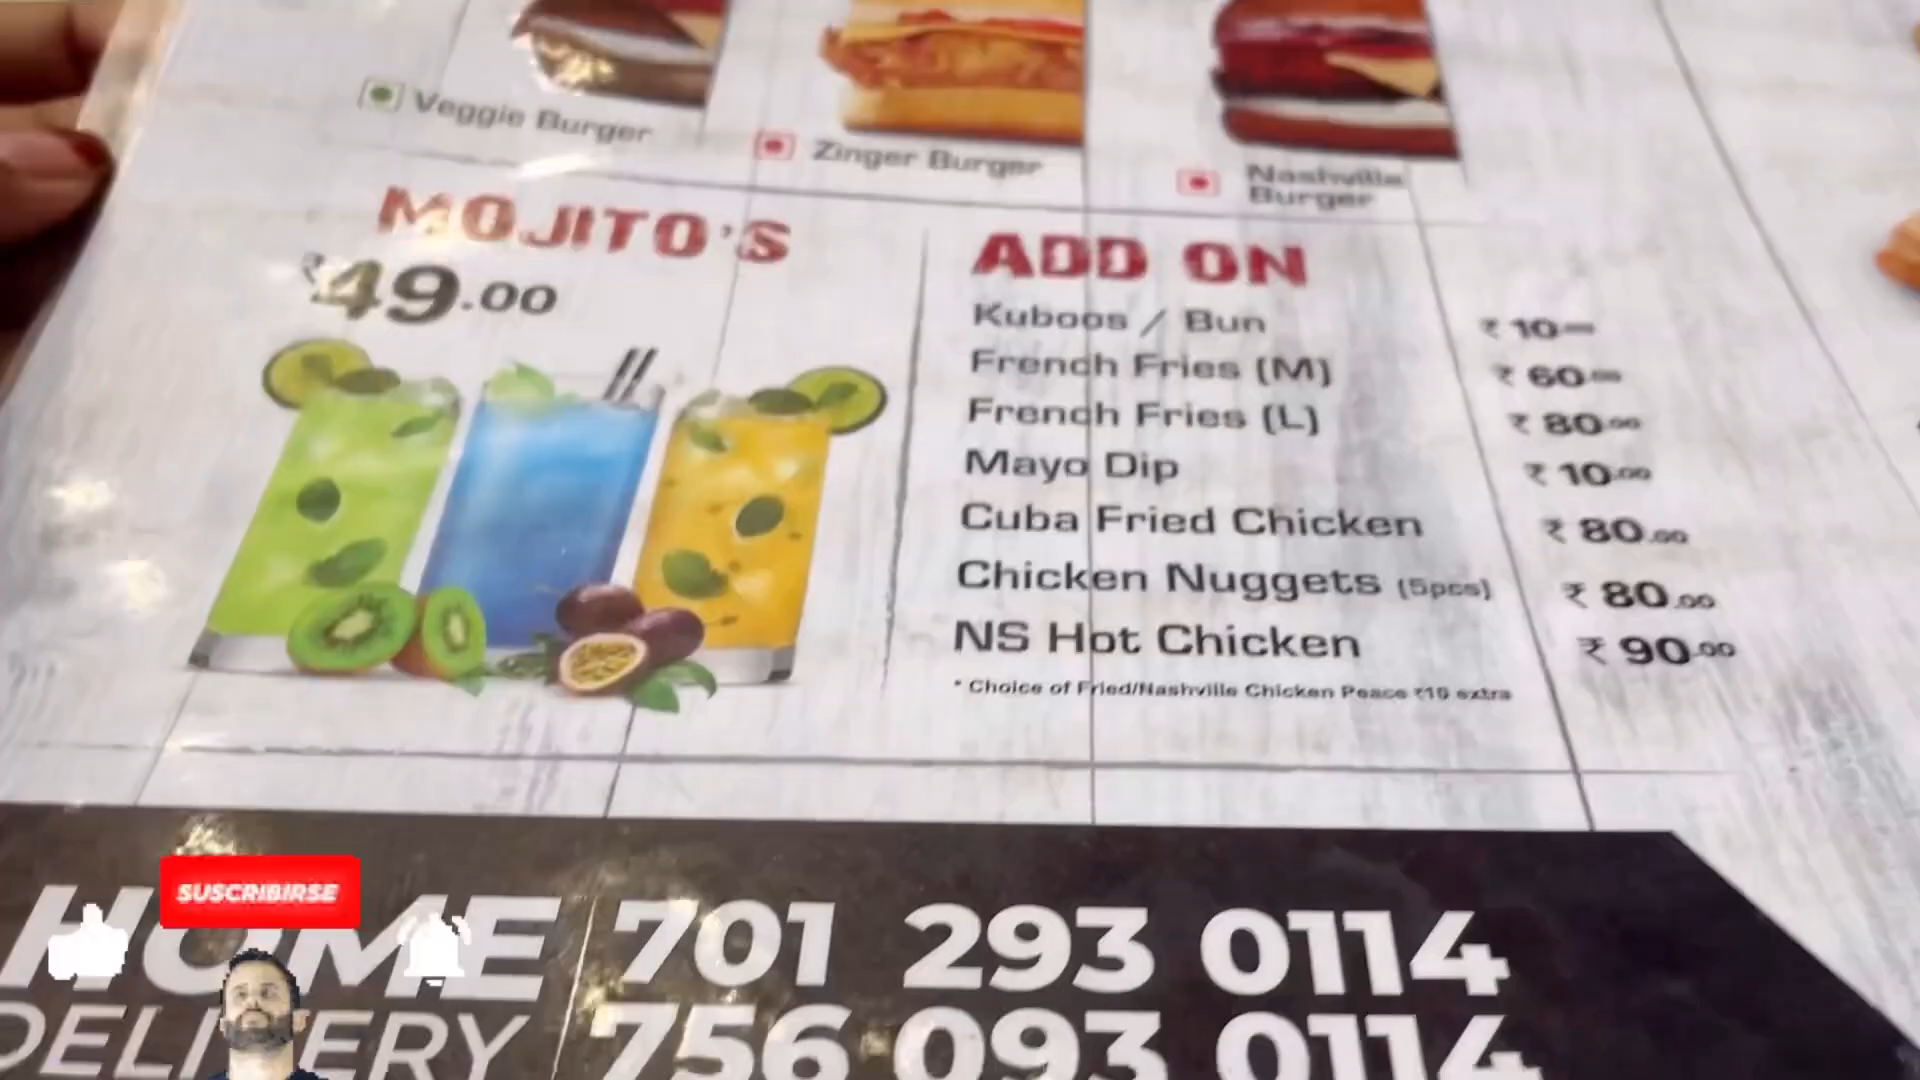 Veggie Burger
Zinger Burger
Nashville
Burger
MOJITO'S
₹49.00
ADD ON
Kuboos / Bun ₹10.00
French Fries (M) ₹60.00
French Fries (L) ₹80.00
Mayo Dip ₹10.00
Cuba Fried Chicken ₹80.00
Chicken Nuggets (5pcs) ₹80.00
NS Hot Chicken ₹90.00
* Choice of Fried/Nashville Chicken Peace ₹10 extra
SUSCRIBIRSE
HOME 701 293 0114
DELIVERY 756 093 0114